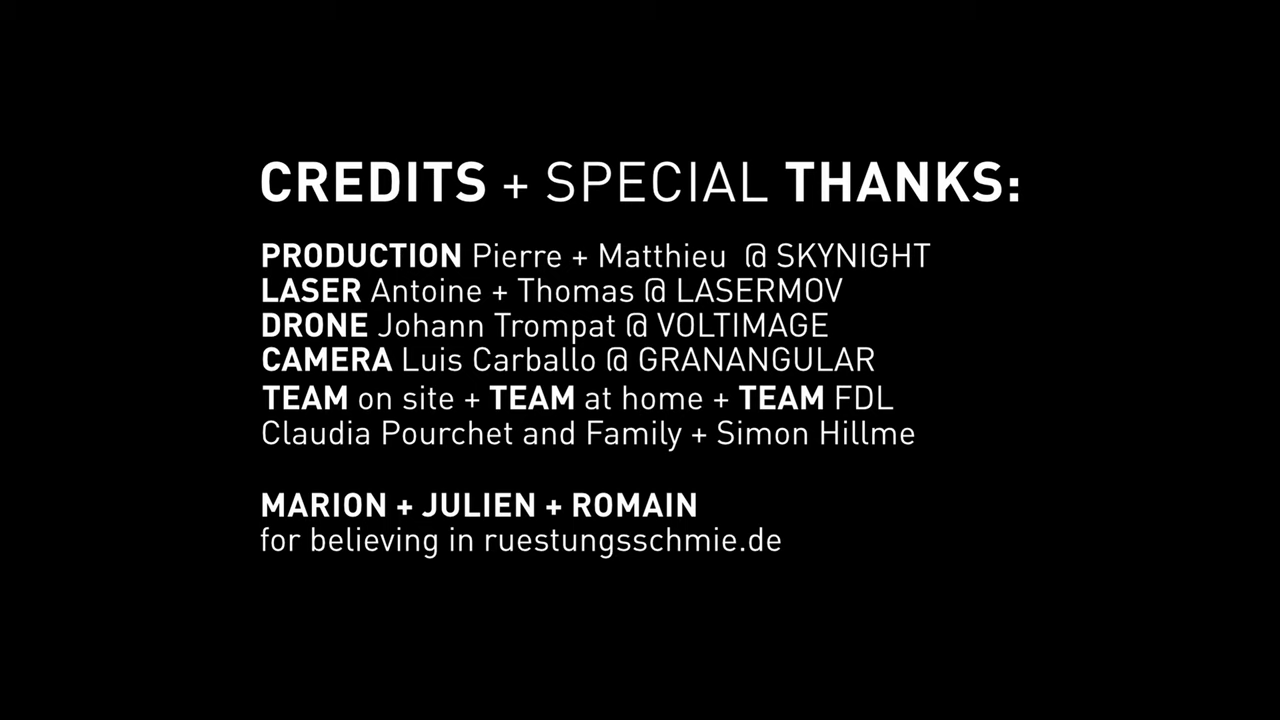 CREDITS + SPECIAL THANKS:
PRODUCTION Pierre + Matthieu @ SKYNIGHT
LASER Antoine + Thomas @ LASERMOV
DRONE Johann Trompat @ VOLTIMAGE
CAMERA Luis Carballo @ GRANANGULAR
TEAM on site + TEAM at home + TEAM FDL
Claudia Pourchet and Family + Simon Hillme
MARION + JULIEN + ROMAIN
for believing in ruestungsschmie.de